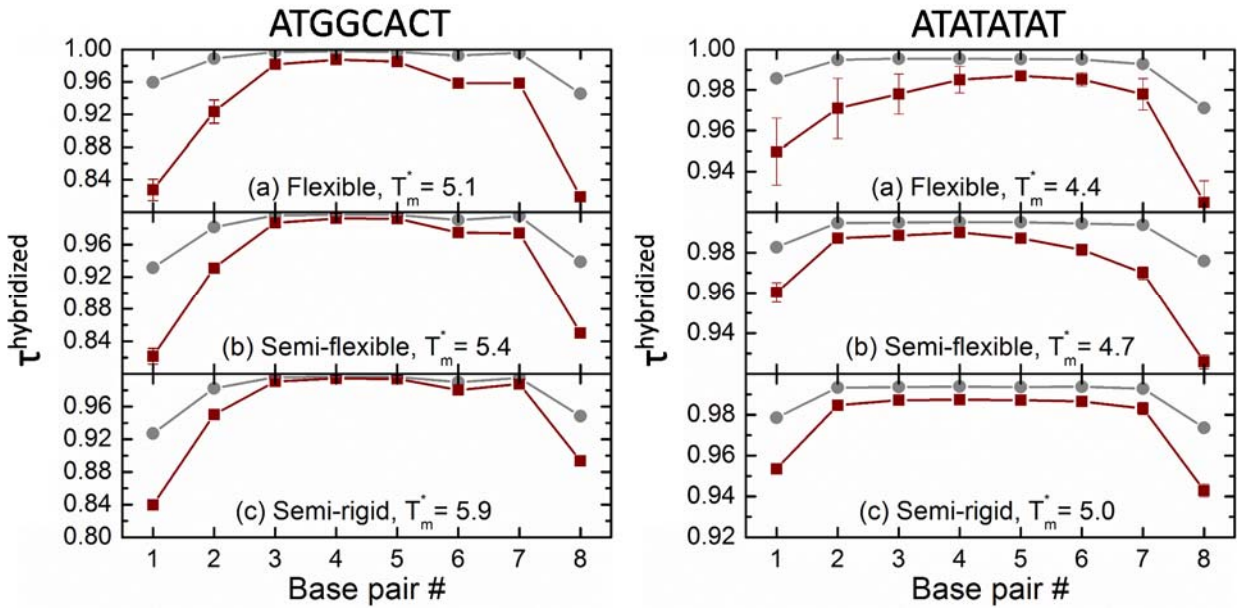 ATGGCACT
1.00
0.96
0.92
0.88
0.84
(a) Flexible, T*m = 5.1
0.96
0.92
0.88
0.84
(b) Semi-flexible, T*m = 5.4
0.96
0.92
0.88
0.84
0.80
(c) Semi-rigid, T*m = 5.9
1 2 3 4 5 6 7 8
Base pair #
τhybridized
ATATATAT
1.00
0.98
0.96
0.94
(a) Flexible, T*m = 4.4
0.98
0.96
0.94
(b) Semi-flexible, T*m = 4.7
0.98
0.96
0.94
0.92
(c) Semi-rigid, T*m = 5.0
1 2 3 4 5 6 7 8
Base pair #
τhybridized